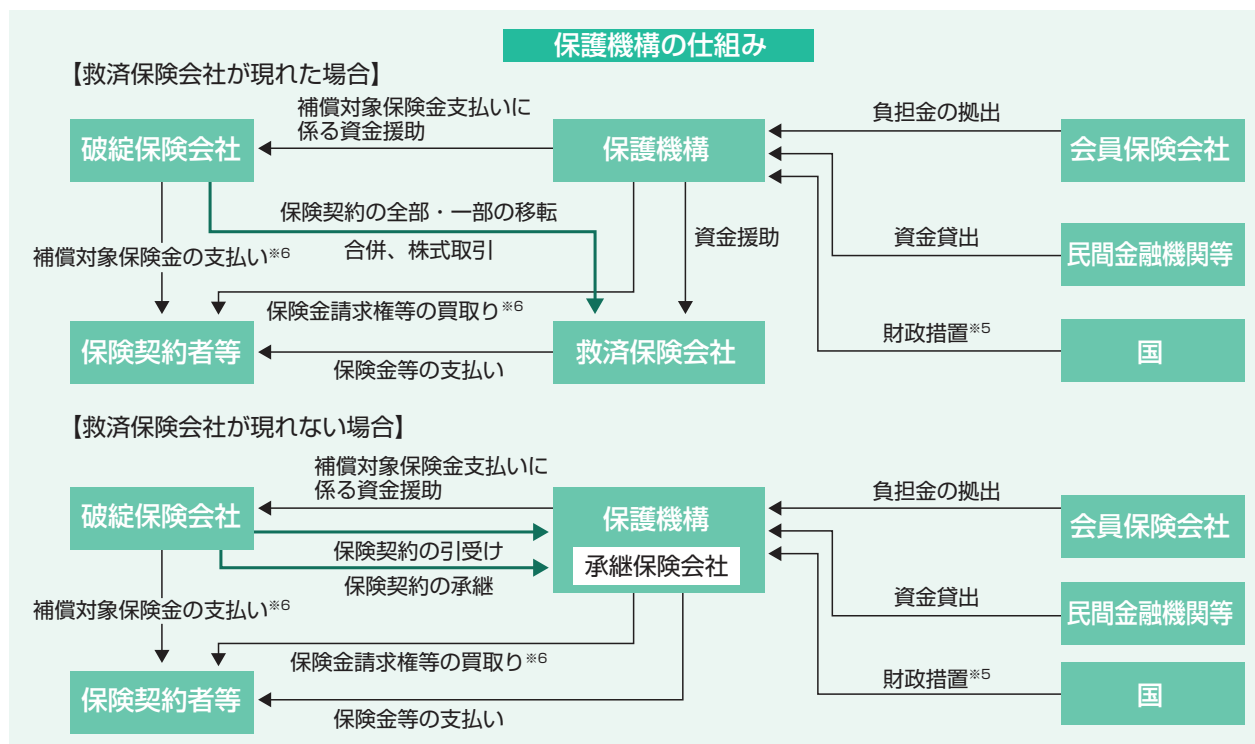 保護機構の仕組み
【救済保険会社が現れた場合】
補償対象保険金支払いに
係る資金援助
負担金の拠出
破綻保険会社
保護機構
会員保険会社
保険契約の全部・一部の移転
合併、株式取引
資金援助
資金貸出
民間金融機関等
補償対象保険金の支払い※6
保険金請求権等の買取り※6
財政措置※5
保険契約者等
救済保険会社
国
保険金等の支払い
【救済保険会社が現れない場合】
補償対象保険金支払いに
係る資金援助
負担金の拠出
破綻保険会社
保護機構
会員保険会社
保険契約の引受け
承継保険会社
保険契約の承継
資金貸出
民間金融機関等
補償対象保険金の支払い※6
保険金請求権等の買取り※6
財政措置※5
保険契約者等
国
保険金等の支払い